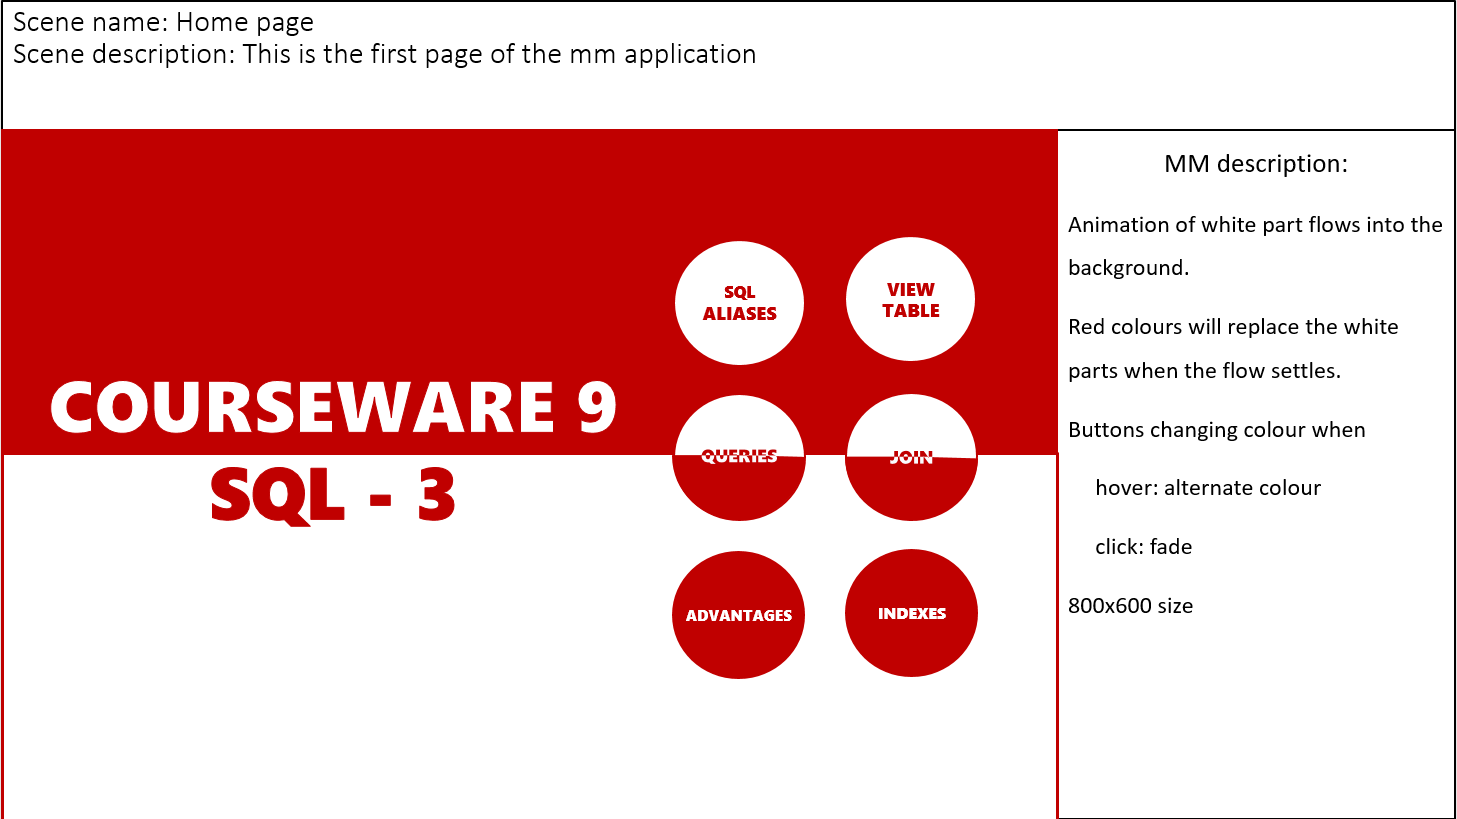 Scene name: Home page
Scene description: This is the first page of the mm application
COURSEWARE 9
SQL - 3
SQL
ALIASES
VIEW
TABLE
QUERIES
JOIN
ADVANTAGES
INDEXES
MM description:
Animation of white part flows into the
background.
Red colours will replace the white
parts when the flow settles.
Buttons changing colour when
hover: alternate colour
click: fade
800x600 size